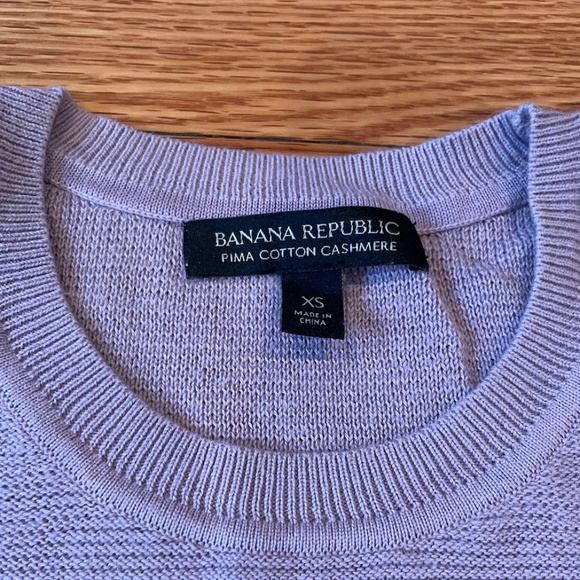 BANANA REPUBLIC
PIMA COTTON CASHMERE
XS
MADE IN
CHINA